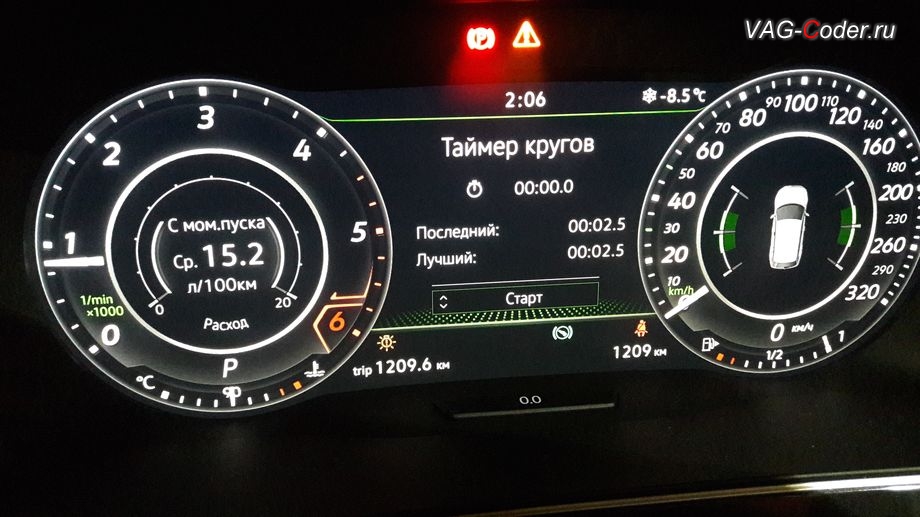 VAG-Coder.ru
P
2:06
-8.5°C
Таймер кругов
00:00.0
Последний: 00:02.5
Лучший: 00:02.5
Старт
trip 1209.6 км
1209 км
0.0
0 1 2 3 4 5 6
1/min
×1000
С мом.пуска
Ср. 15.2
л/100км
0 20
Расход
P
°C
90
10 20 30 40 50 60 70 80 90 100 110 120 140 160 180 200 230 260 290 320
km/h
0 км/ч
1/2 1